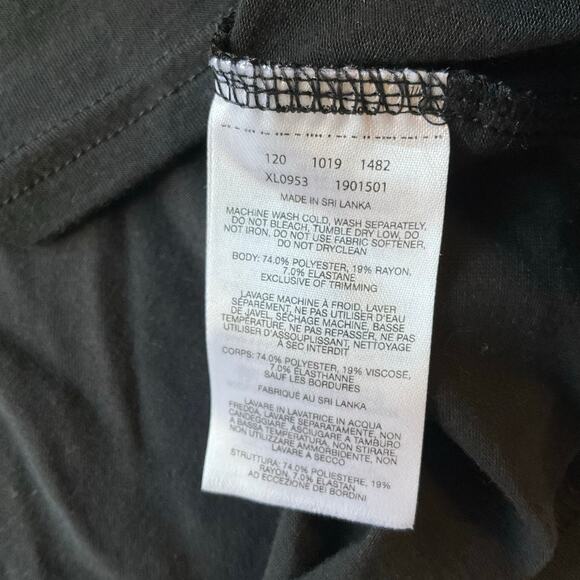 120 1019 1482
XL0953 1901501
MADE IN SRI LANKA
MACHINE WASH COLD, WASH SEPARATELY,
DO NOT BLEACH, TUMBLE DRY LOW, DO
NOT IRON, DO NOT USE FABRIC SOFTENER,
DO NOT DRYCLEAN
BODY: 74.0% POLYESTER, 19% RAYON,
7.0% ELASTANE
EXCLUSIVE OF TRIMMING
LAVAGE MACHINE À FROID, LAVER
SÉPARÉMENT, NE PAS UTILISER D'EAU
DE JAVEL, SÉCHAGE MACHINE, BASSE
TEMPÉRATURE, NE PAS REPASSER, NE PAS
UTILISER D'ASSOUPLISSANT, NETTOYAGE
A SEC INTERDIT
CORPS: 74.0% POLYESTER, 19% VISCOSE,
7.0% ÉLASTHANNE
SAUF LES BORDURES
FABRIQUÉ AU SRI LANKA
LAVARE IN LAVATRICE IN ACQUA
FREDDA, LAVARE SEPARATAMENTE, NON
CANDEGGIARE, ASCIUGARE A TAMBURO
A BASSA TEMPERATURA, NON STIRARE,
NON UTILIZZARE AMMORBIDENTE, NON
LAVARE A SECCO
STRUTTURA: 74.0% POLIESTERE, 19%
RAYON, 7.0% ELASTAN
AD ECCEZIONE DEI BORDINI